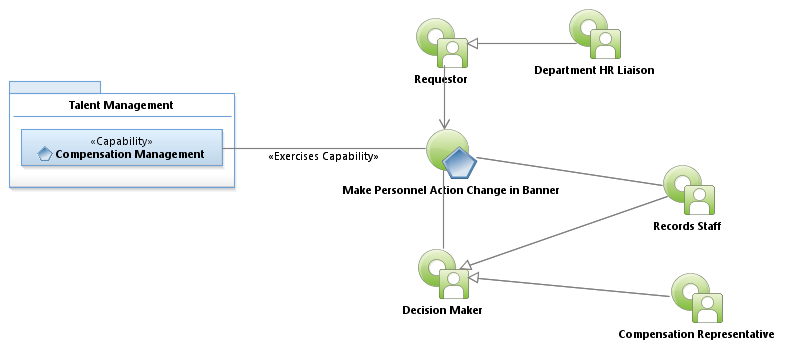 Requestor
Department HR Liaison
Talent Management
«Capability»
Compensation Management
«Exercises Capability»
Make Personnel Action Change in Banner
Records Staff
Decision Maker
Compensation Representative